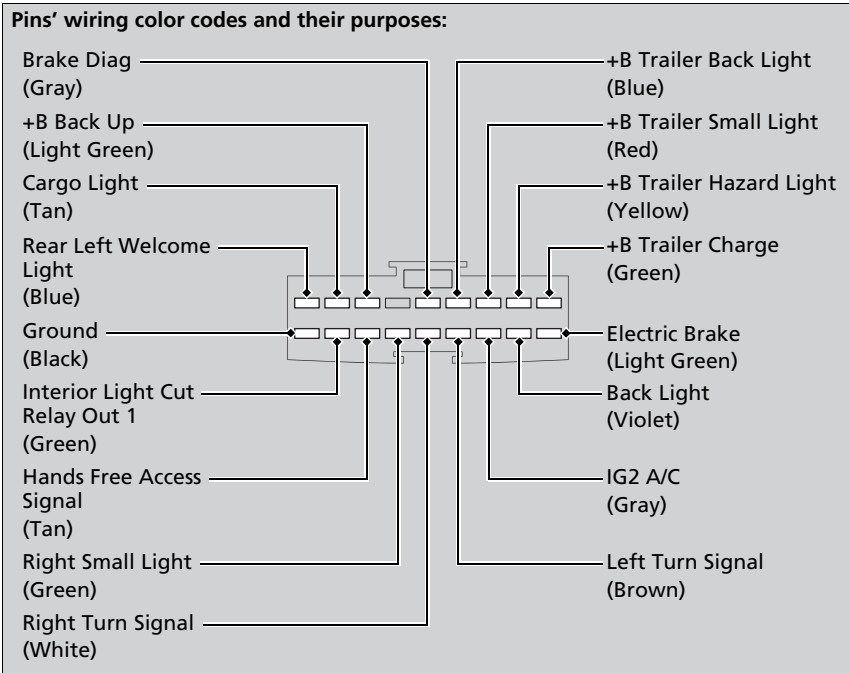 Pins’ wiring color codes and their purposes:
Brake Diag
(Gray)
+B Back Up
(Light Green)
Cargo Light
(Tan)
Rear Left Welcome
Light
(Blue)
Ground
(Black)
Interior Light Cut
Relay Out 1
(Green)
Hands Free Access
Signal
(Tan)
Right Small Light
(Green)
Right Turn Signal
(White)
+B Trailer Back Light
(Blue)
+B Trailer Small Light
(Red)
+B Trailer Hazard Light
(Yellow)
+B Trailer Charge
(Green)
Electric Brake
(Light Green)
Back Light
(Violet)
IG2 A/C
(Gray)
Left Turn Signal
(Brown)